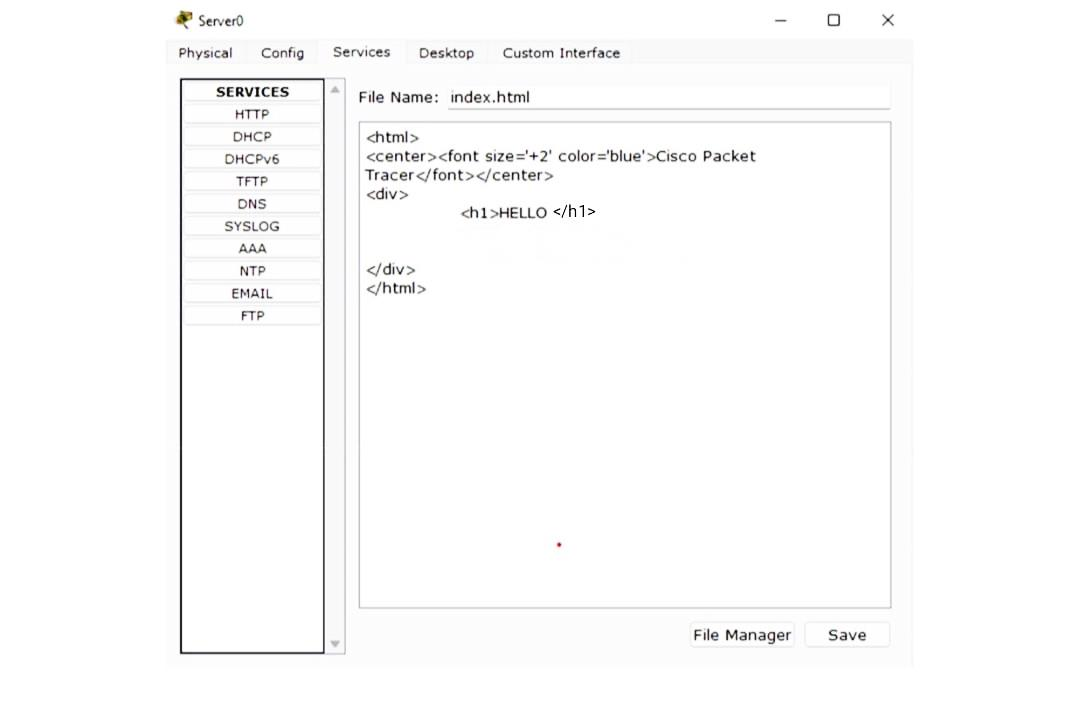 Server0
Physical Config Services Desktop Custom Interface
SERVICES
HTTP
DHCP
DHCPv6
TFTP
DNS
SYSLOG
AAA
NTP
EMAIL
FTP
File Name: index.html
<html>
<center><font size='+2' color='blue'>Cisco Packet
Tracer</font></center>
<div>
<h1>HELLO </h1>
</div>
</html>
File Manager Save